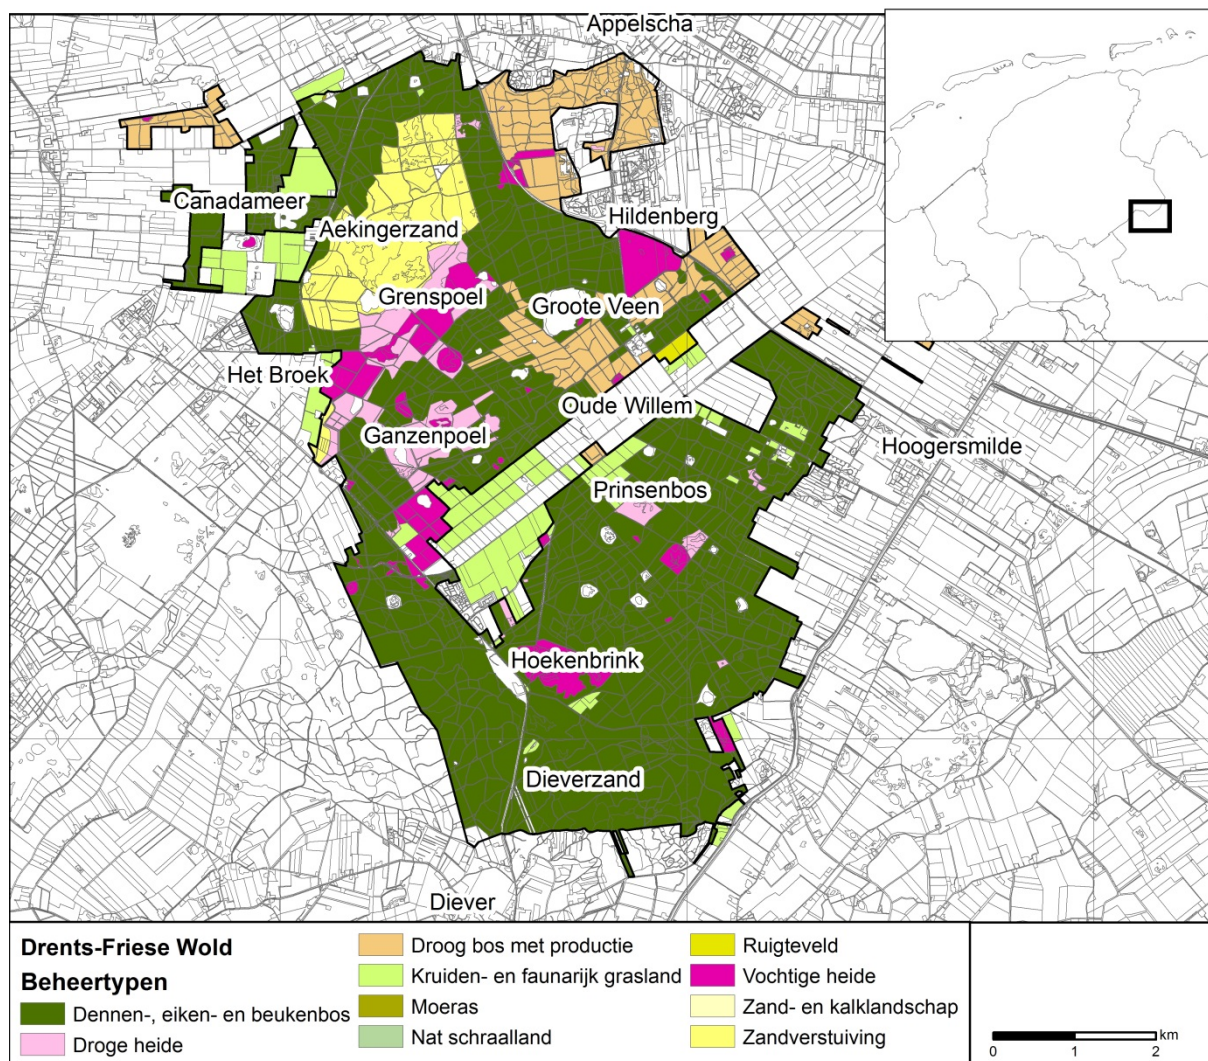 Appelscha
Canadameer
Aekingerzand
Hildenberg
Grenspoel
Groote Veen
Het Broek
Oude Willem
Ganzenpoel
Hoogersmilde
Prinsenbos
Hoekenbrink
Dieverzand
Diever
Drents-Friese Wold
Beheertypen
Dennen-, eiken- en beukenbos
Droge heide
Droog bos met productie
Kruiden- en faunarijk grasland
Moeras
Nat schraalland
Ruigteveld
Vochtige heide
Zand- en kalklandschap
Zandverstuiving
km
0 1 2